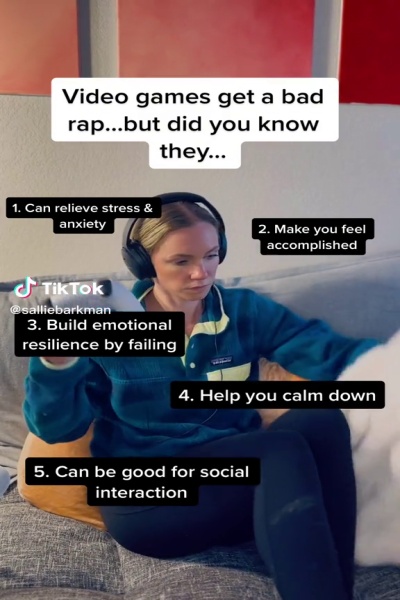 Video games get a bad
rap...but did you know
they...
1. Can relieve stress &
anxiety
2. Make you feel
accomplished
TikTok
@salliebarkman
3. Build emotional
resilience by failing
patagonia
4. Help you calm down
5. Can be good for social
interaction